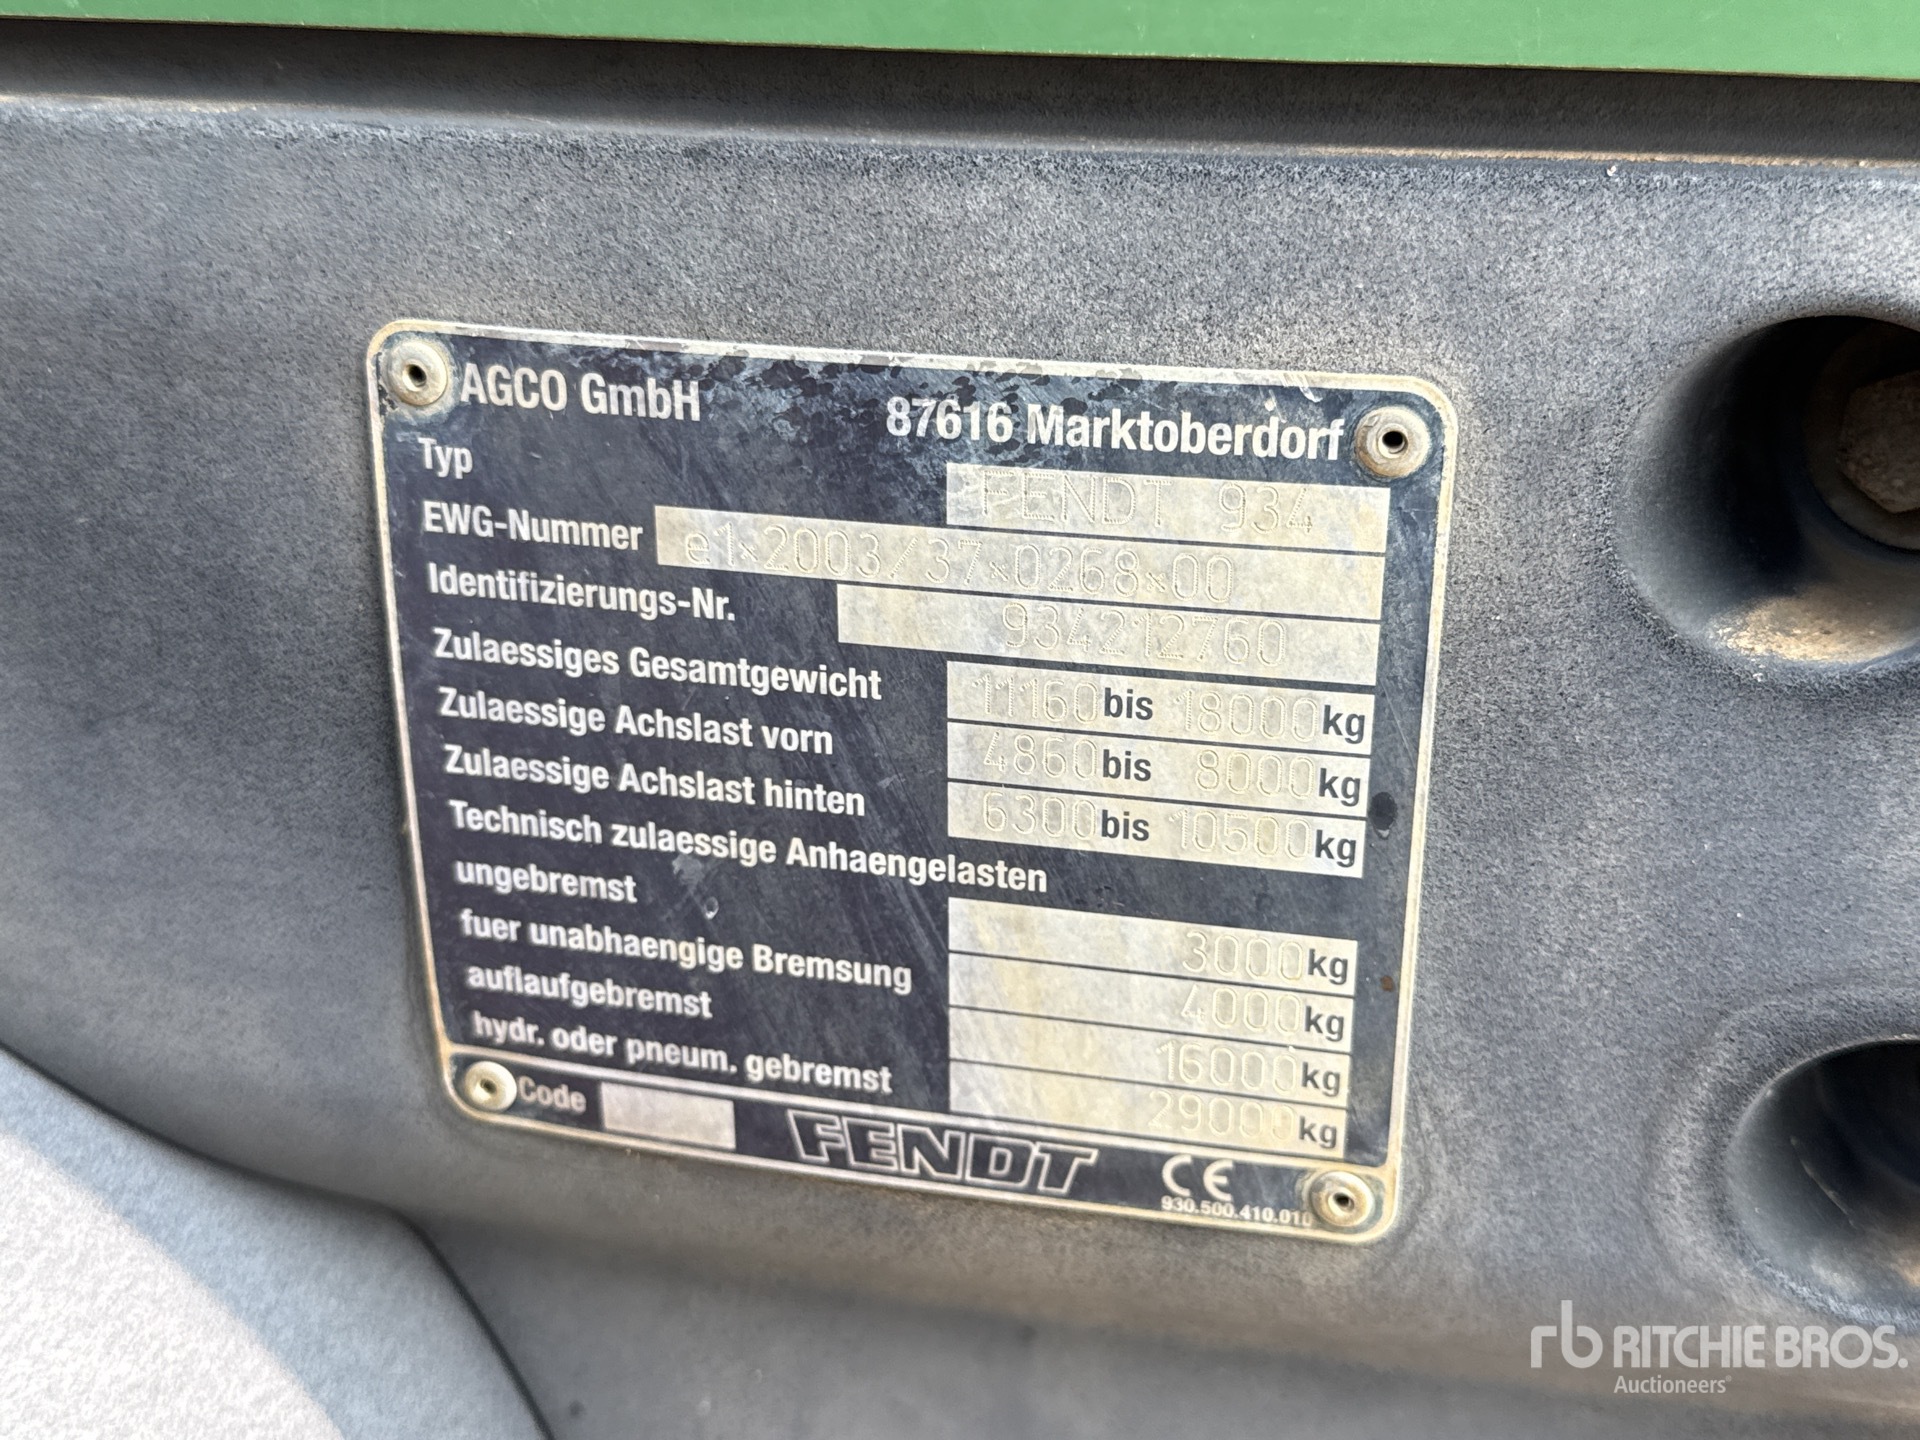 AGCO GmbH 87616 Marktoberdorf
Typ FENDT 934
EWG-Nummer e1*2003/37*0268*00
Identifizierungs-Nr. 934212760
Zulaessiges Gesamtgewicht 11160 bis 18000 kg
Zulaessige Achslast vorn 4860 bis 8000 kg
Zulaessige Achslast hinten 6300 bis 10500 kg
Technisch zulaessige Anhaengelasten
ungebremst 3000 kg
fuer unabhaengige Bremsung 4000 kg
auflaufgebremst 16000 kg
hydr. oder pneum. gebremst 29000 kg
Code FENDT CE
930.500.410.010
rb RITCHIE BROS.
Auctioneers